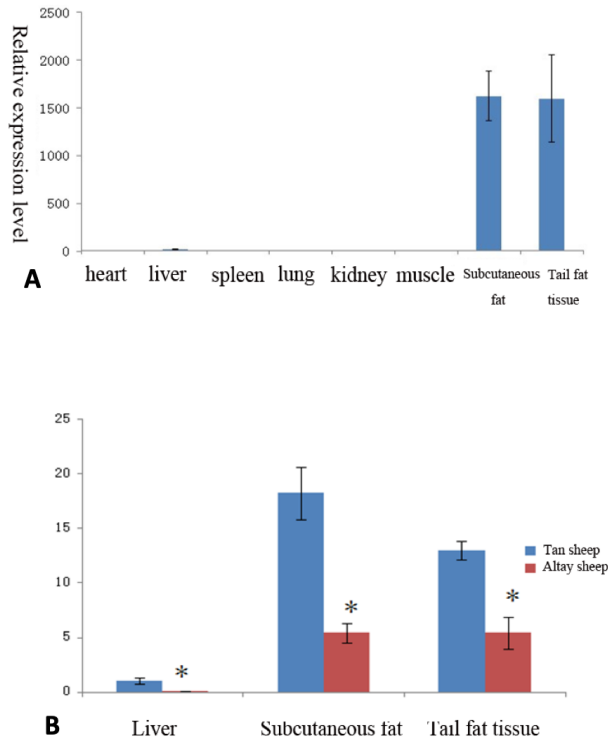 Relative expression level
2500
2000
1500
1000
500
0
heart liver spleen lung kidney muscle Subcutaneous fat Tail fat tissue
A
25
20
15
10
5
0
* * *
Tan sheep
Altay sheep
Liver Subcutaneous fat Tail fat tissue
B